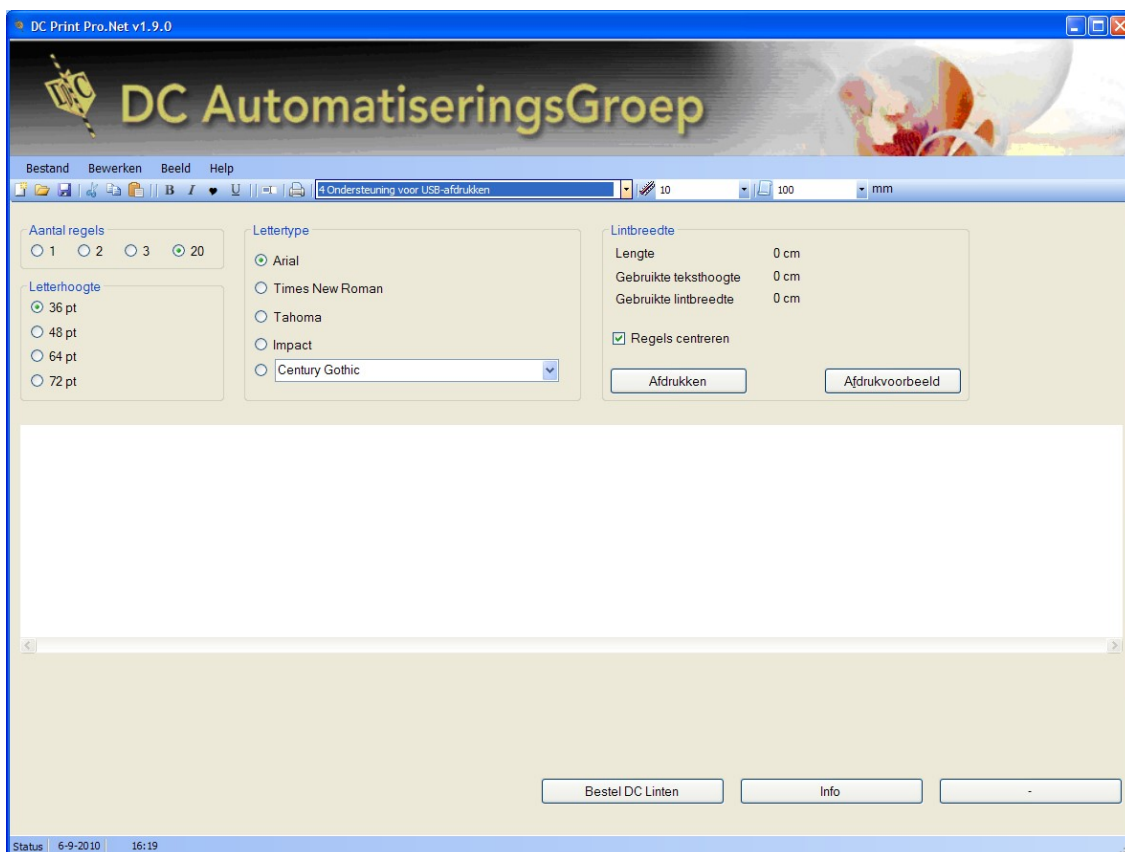 DC Print Pro.Net v1.9.0
DC AutomatiseringsGroep
Bestand Bewerken Beeld Help
B I U 4 Ondersteuning voor USB-afdrukken 10 100 mm
Aantal regels
1 2 3 20
Letterhoogte
36 pt
48 pt
64 pt
72 pt
Lettertype
Arial
Times New Roman
Tahoma
Impact
Century Gothic
Lintbreedte
Lengte 0 cm
Gebruikte teksthoogte 0 cm
Gebruikte lintbreedte 0 cm
Regels centreren
Afdrukken Afdrukvoorbeeld
Bestel DC Linten Info -
Status 6-9-2010 16:19